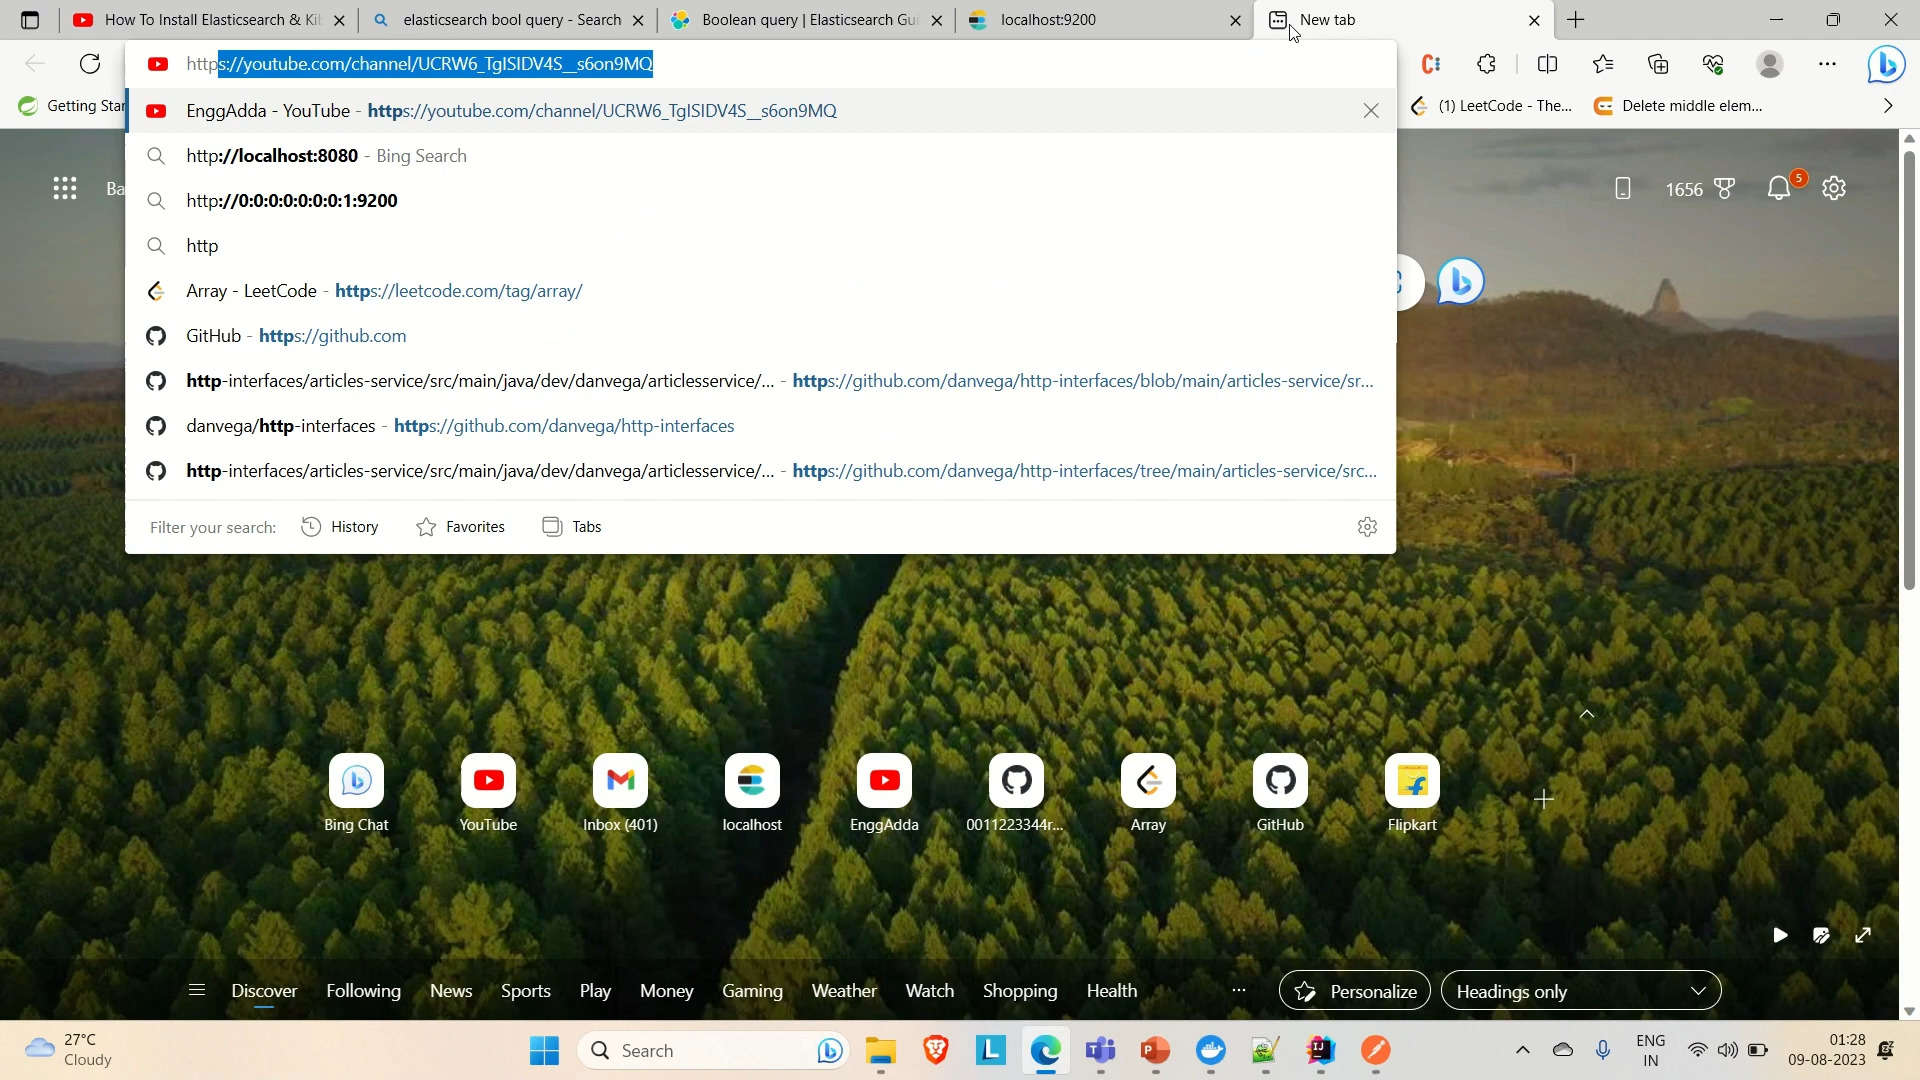 How To Install Elasticsearch & Kib
elasticsearch bool query - Search
Boolean query | Elasticsearch Gui
localhost:9200
New tab
https://youtube.com/channel/UCRW6_TgISIDV4S__s6on9MQ
Getting Star
(1) LeetCode - The...
Delete middle elem...
EnggAdda - YouTube - https://youtube.com/channel/UCRW6_TgISIDV4S__s6on9MQ
http://localhost:8080 - Bing Search
http://0:0:0:0:0:0:0:1:9200
http
Array - LeetCode - https://leetcode.com/tag/array/
GitHub - https://github.com
http-interfaces/articles-service/src/main/java/dev/danvega/articlesservice/... - https://github.com/danvega/http-interfaces/blob/main/articles-service/sr...
danvega/http-interfaces - https://github.com/danvega/http-interfaces
http-interfaces/articles-service/src/main/java/dev/danvega/articlesservice/... - https://github.com/danvega/http-interfaces/tree/main/articles-service/src...
Filter your search: History Favorites Tabs
Ba
1656
5
Bing Chat
YouTube
Inbox (401)
localhost
EnggAdda
0011223344r...
Array
GitHub
Flipkart
Discover Following News Sports Play Money Gaming Weather Watch Shopping Health ... Personalize Headings only
27°C
Cloudy
Search
ENG
IN
01:28
09-08-2023